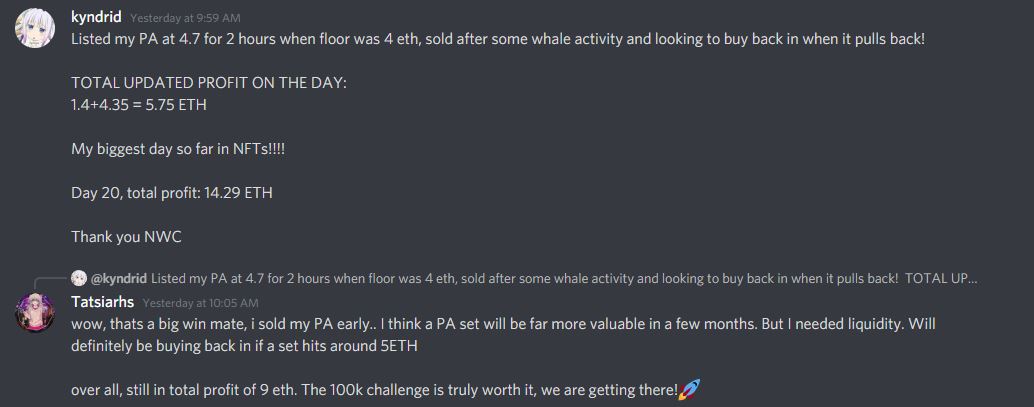 kyndrid Yesterday at 9:59 AM
Listed my PA at 4.7 for 2 hours when floor was 4 eth, sold after some whale activity and looking to buy back in when it pulls back!
TOTAL UPDATED PROFIT ON THE DAY:
1.4+4.35 = 5.75 ETH
My biggest day so far in NFTs!!!!
Day 20, total profit: 14.29 ETH
Thank you NWC
@kyndrid Listed my PA at 4.7 for 2 hours when floor was 4 eth, sold after some whale activity and looking to buy back in when it pulls back! TOTAL UP...
Tatsiarhs Yesterday at 10:05 AM
wow, thats a big win mate, i sold my PA early.. I think a PA set will be far more valuable in a few months. But I needed liquidity. Will
definitely be buying back in if a set hits around 5ETH
over all, still in total profit of 9 eth. The 100k challenge is truly worth it, we are getting there!🚀